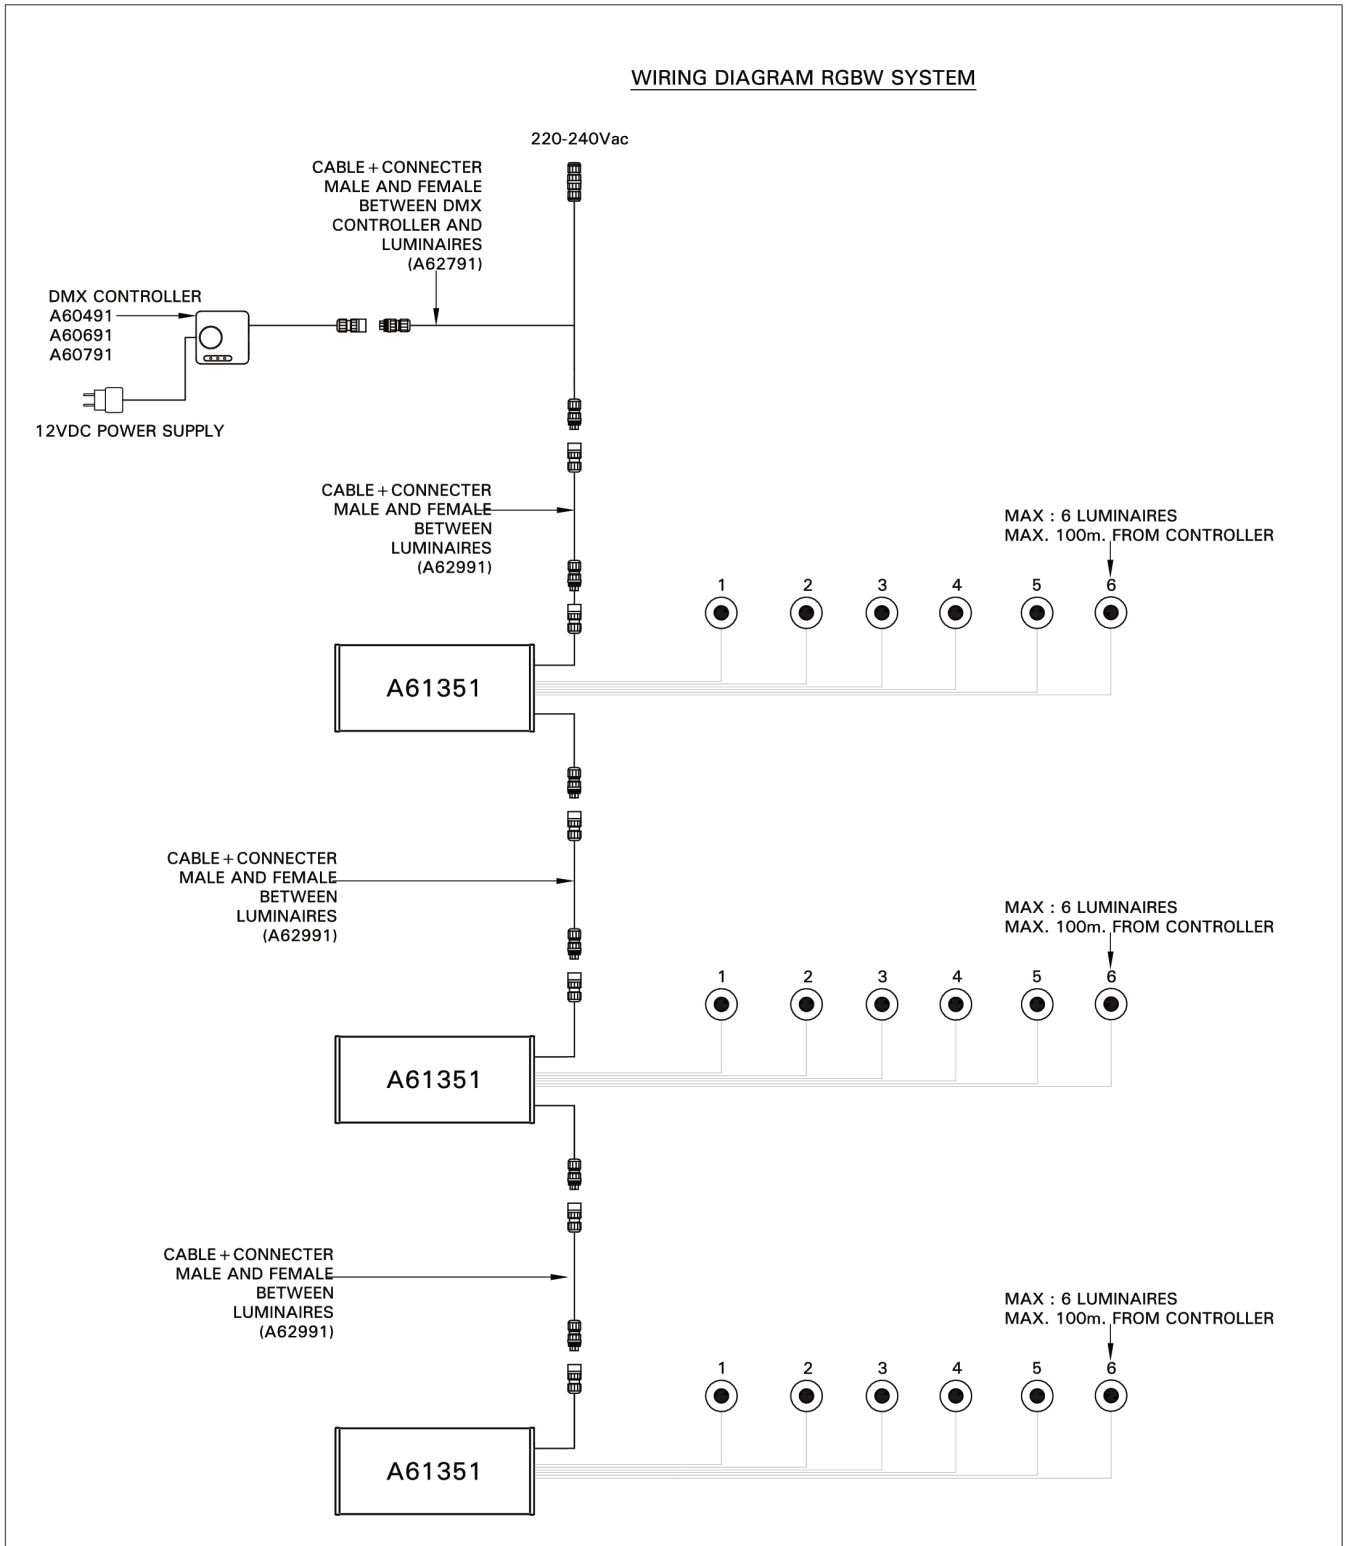 WIRING DIAGRAM RGBW SYSTEM
220-240Vac
CABLE+CONNECTER
MALE AND FEMALE
BETWEEN DMX
CONTROLLER AND
LUMINAIRES
(A62791)
DMX CONTROLLER
A60491
A60691
A60791
12VDC POWER SUPPLY
CABLE+CONNECTER
MALE AND FEMALE
BETWEEN
LUMINAIRES
(A62991)
MAX : 6 LUMINAIRES
MAX. 100m. FROM CONTROLLER
1 2 3 4 5 6
A61351
CABLE+CONNECTER
MALE AND FEMALE
BETWEEN
LUMINAIRES
(A62991)
MAX : 6 LUMINAIRES
MAX. 100m. FROM CONTROLLER
1 2 3 4 5 6
A61351
CABLE+CONNECTER
MALE AND FEMALE
BETWEEN
LUMINAIRES
(A62991)
MAX : 6 LUMINAIRES
MAX. 100m. FROM CONTROLLER
1 2 3 4 5 6
A61351